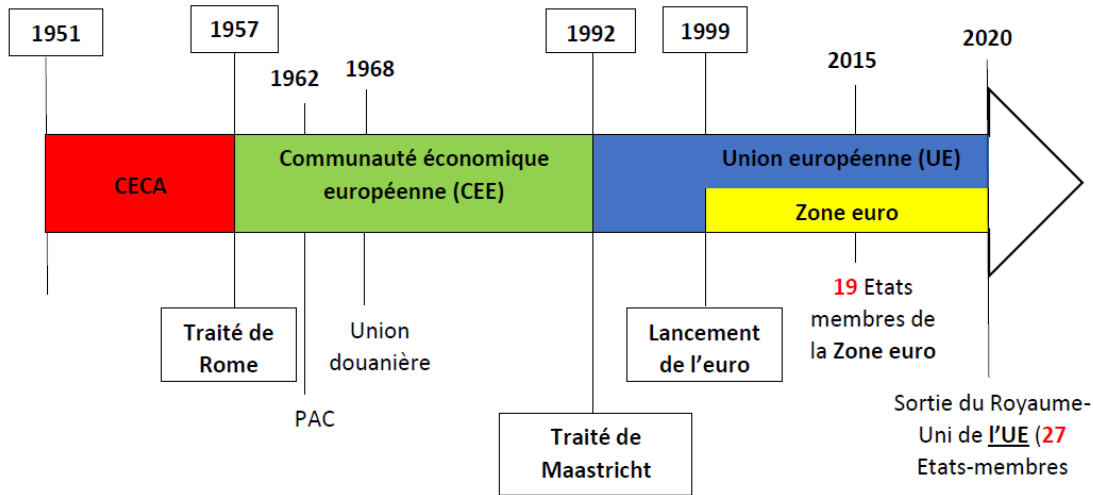 1951
1957
1992
1999
2020
1962
1968
2015
CECA
Communauté économique
européenne (CEE)
Union européenne (UE)
Zone euro
Traité de
Rome
Union
douanière
PAC
Traité de
Maastricht
Lancement
de l’euro
19 Etats
membres de
la Zone euro
Sortie du Royaume-
Uni de l’UE (27
Etats-membres